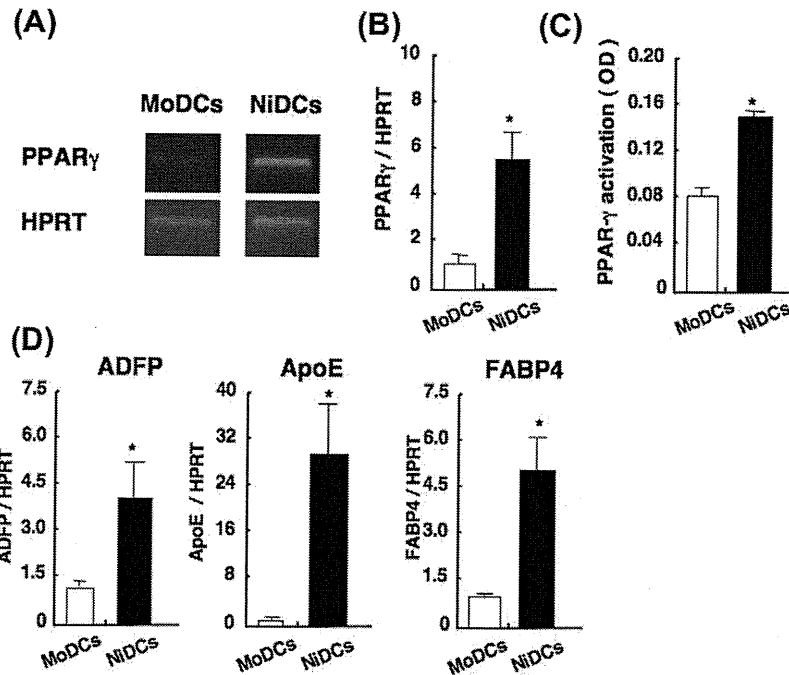 (A)
MoDCs NiDCs
PPARγ
HPRT
(B)
PPARγ / HPRT
10
8
6
4
2
0
*
MoDCs NiDCs
(C)
PPAR-γ activation ( OD )
0.20
0.16
0.12
0.08
0.04
0
*
MoDCs NiDCs
(D)
ADFP
ADFP / HPRT
7.5
6.0
4.5
3.0
1.5
0
*
MoDCs NiDCs
ApoE
ApoE / HPRT
40
32
24
16
8
0
*
MoDCs NiDCs
FABP4
FABP4 / HPRT
7.5
6.0
4.5
3.0
1.5
0
*
MoDCs NiDCs